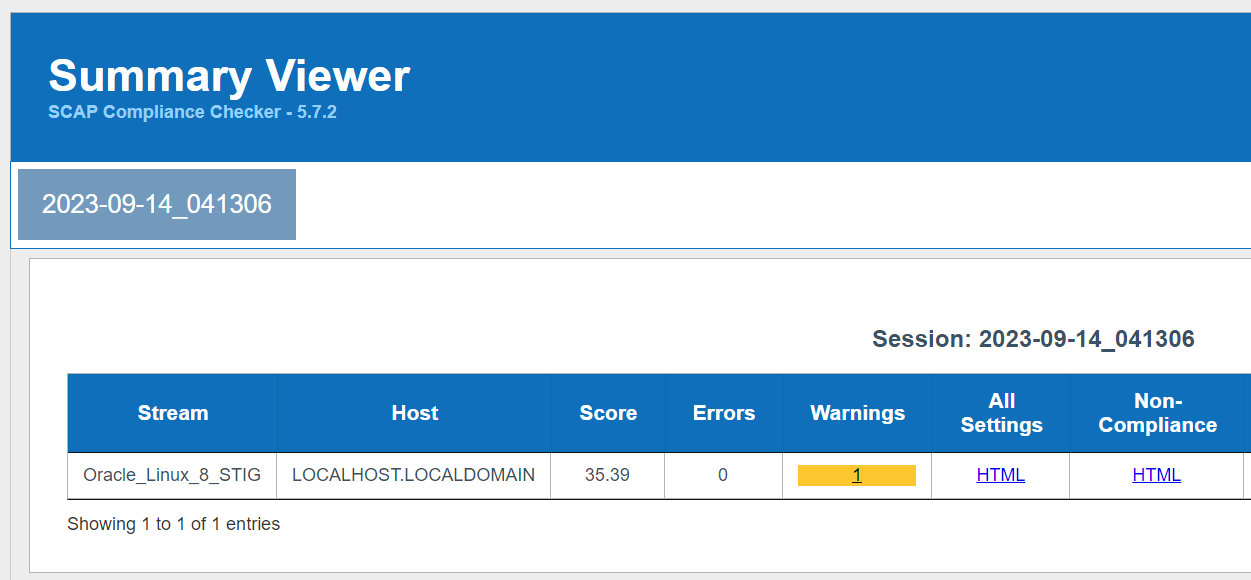 Summary Viewer
SCAP Compliance Checker - 5.7.2
2023-09-14_041306
Session: 2023-09-14_041306
Stream Host Score Errors Warnings All Settings Non-Compliance
Oracle_Linux_8_STIG LOCALHOST.LOCALDOMAIN 35.39 0 1 HTML HTML
Showing 1 to 1 of 1 entries